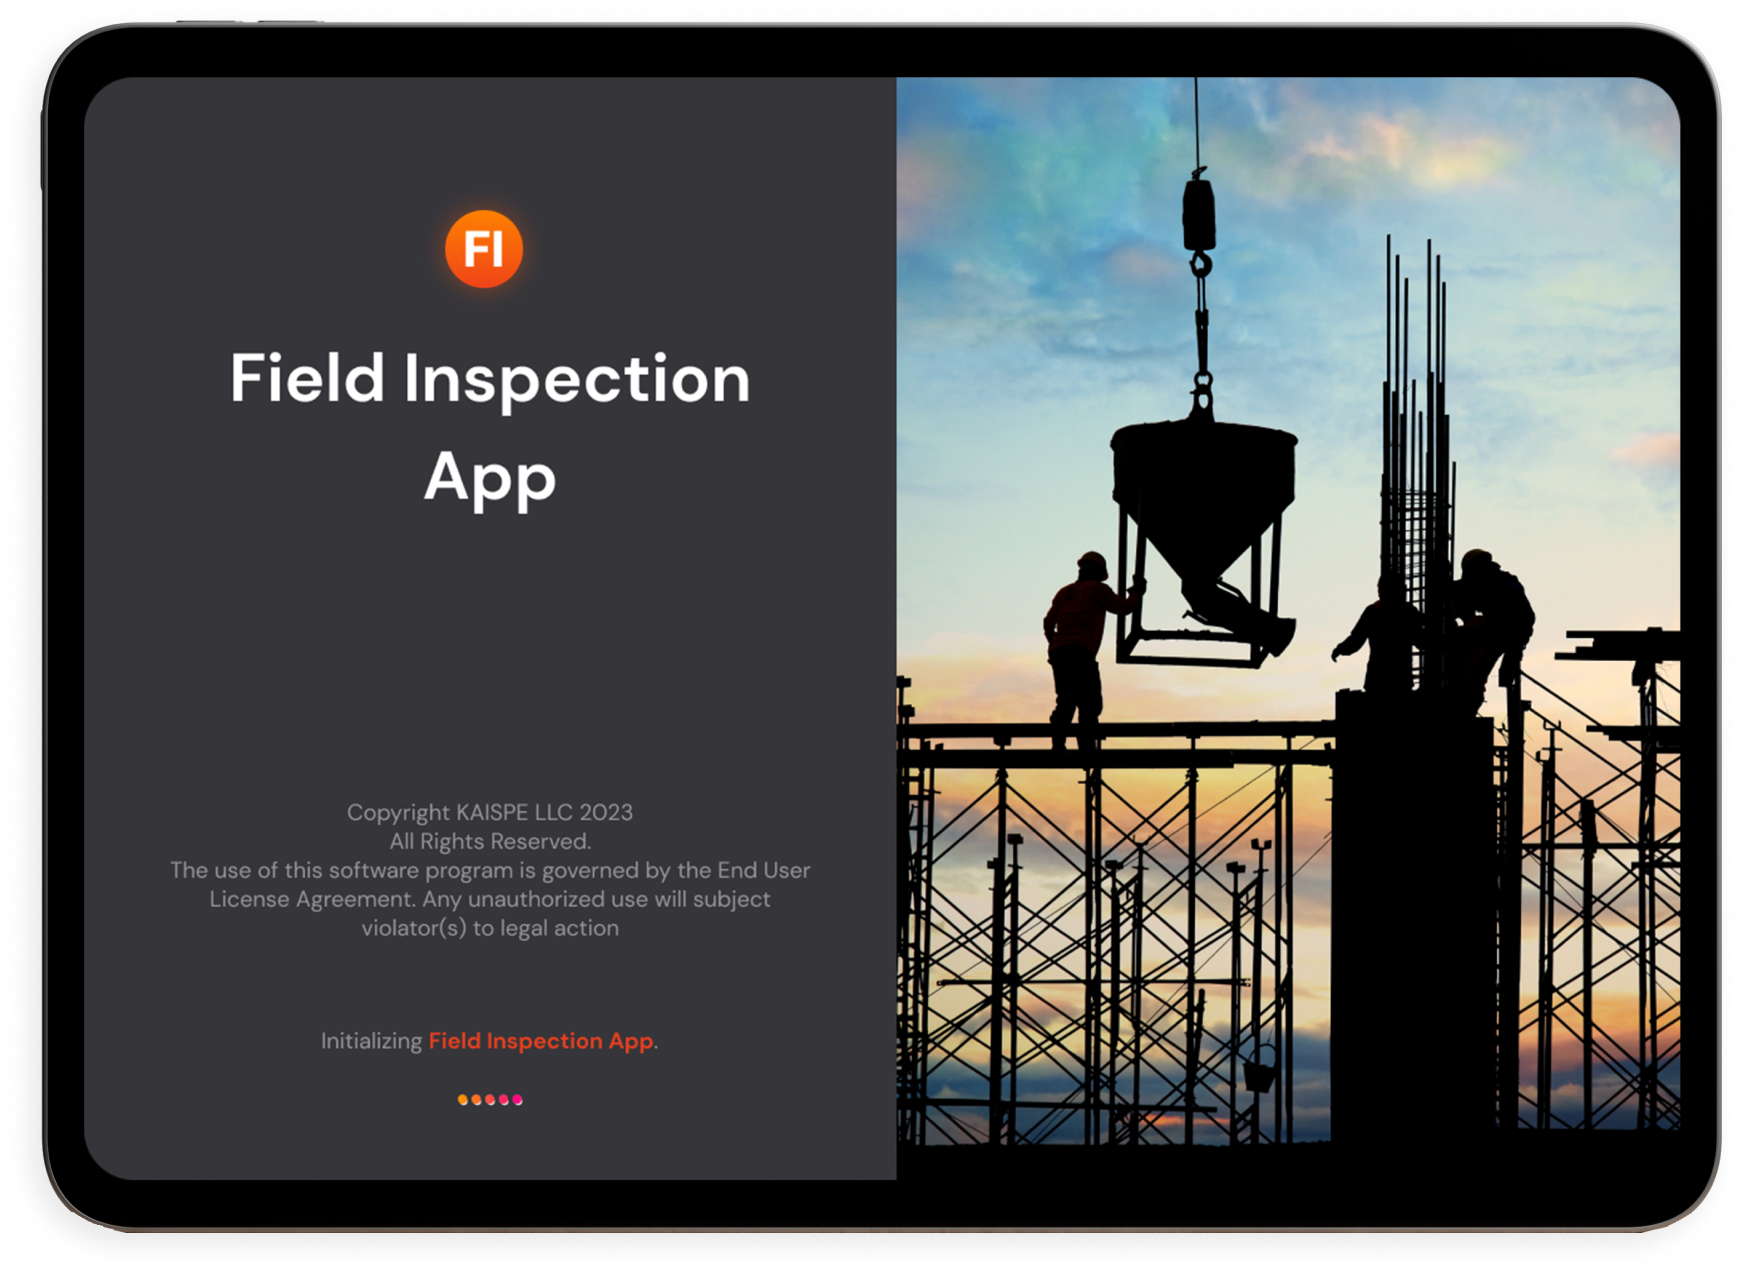 FI
Field Inspection
App
Copyright KAISPE LLC 2023
All Rights Reserved.
The use of this software program is governed by the End User
License Agreement. Any unauthorized use will subject
violator(s) to legal action
Initializing Field Inspection App.